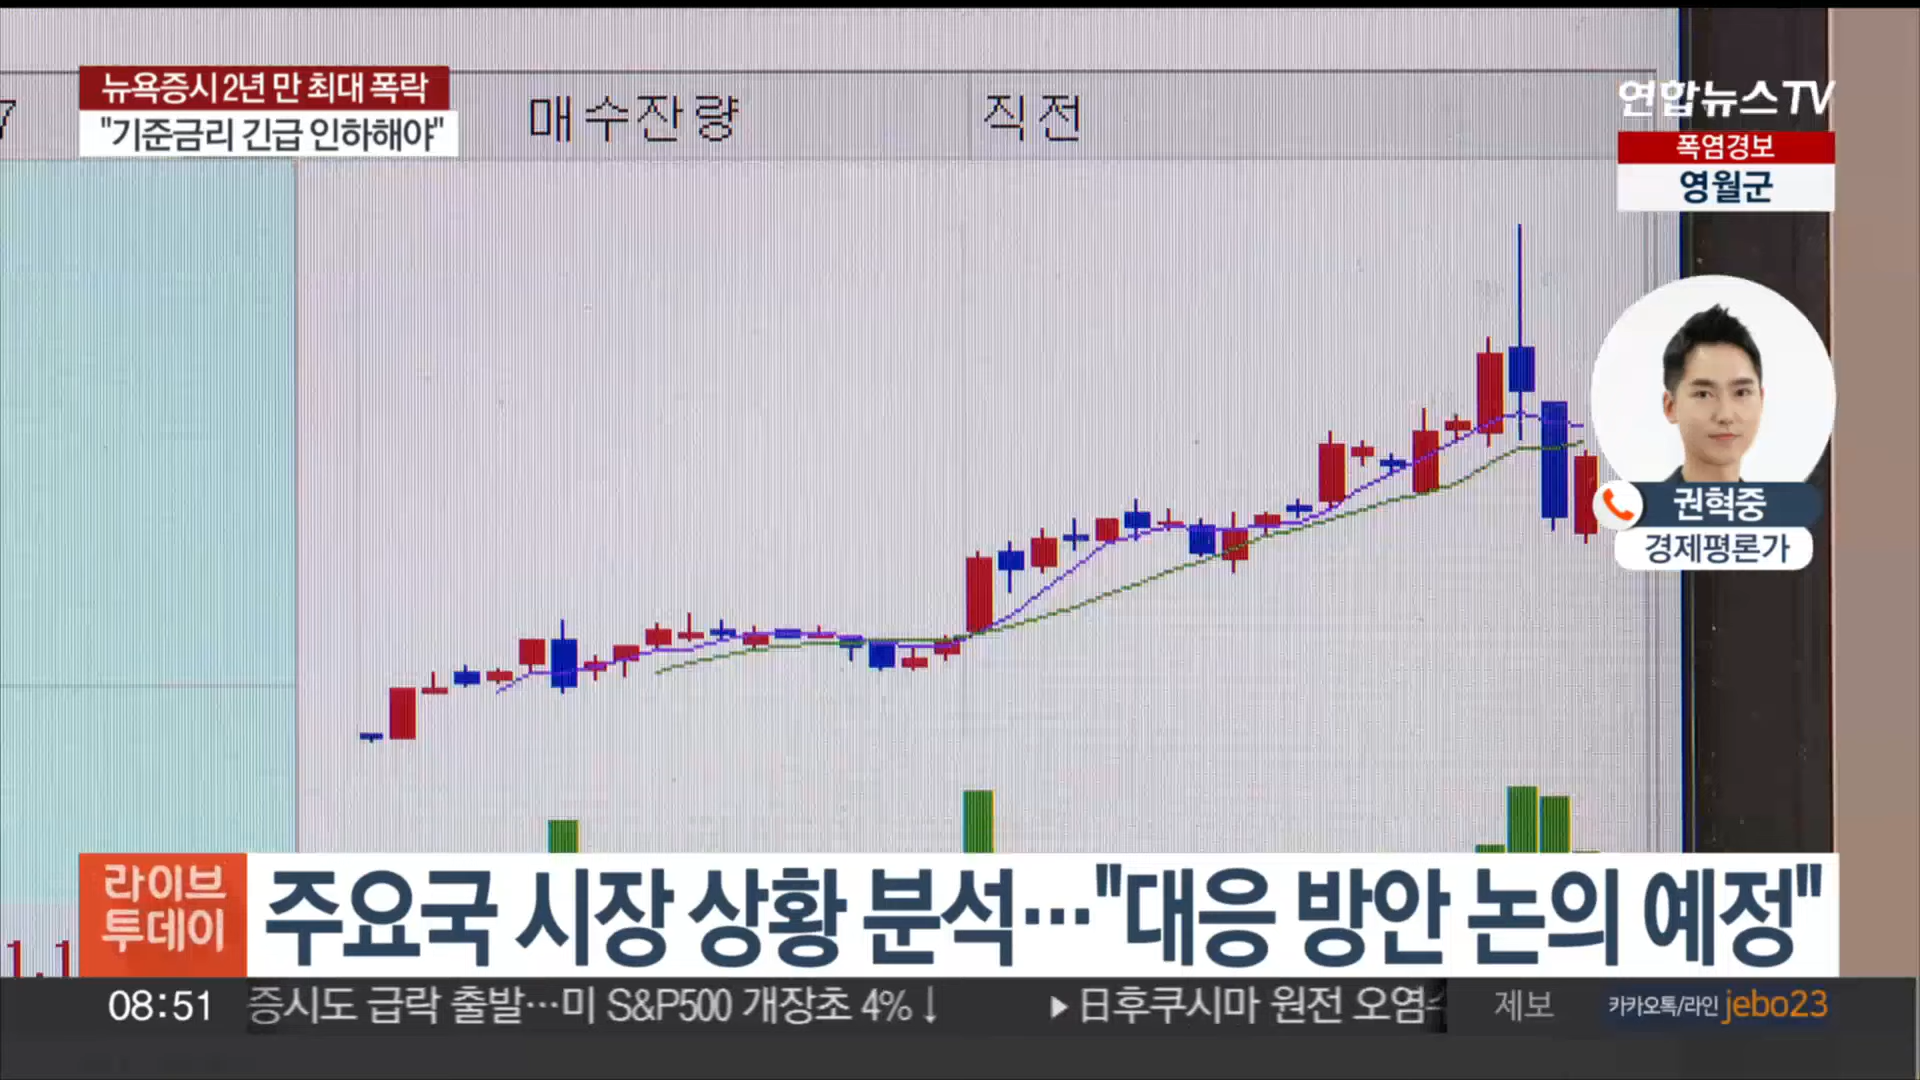 뉴욕증시 2년 만 최대 폭락
"기준금리 긴급 인하해야"
7
매수잔량
직전
연합뉴스TV
폭염경보
영월군
권혁중
경제평론가
라이브
투데이
주요국 시장 상황 분석…"대응 방안 논의 예정"
1.1
08:51
증시도 급락 출발…미 S&P500 개장초 4%↓
▶日후쿠시마 원전 오염
제보
카카오톡/라인 jebo23